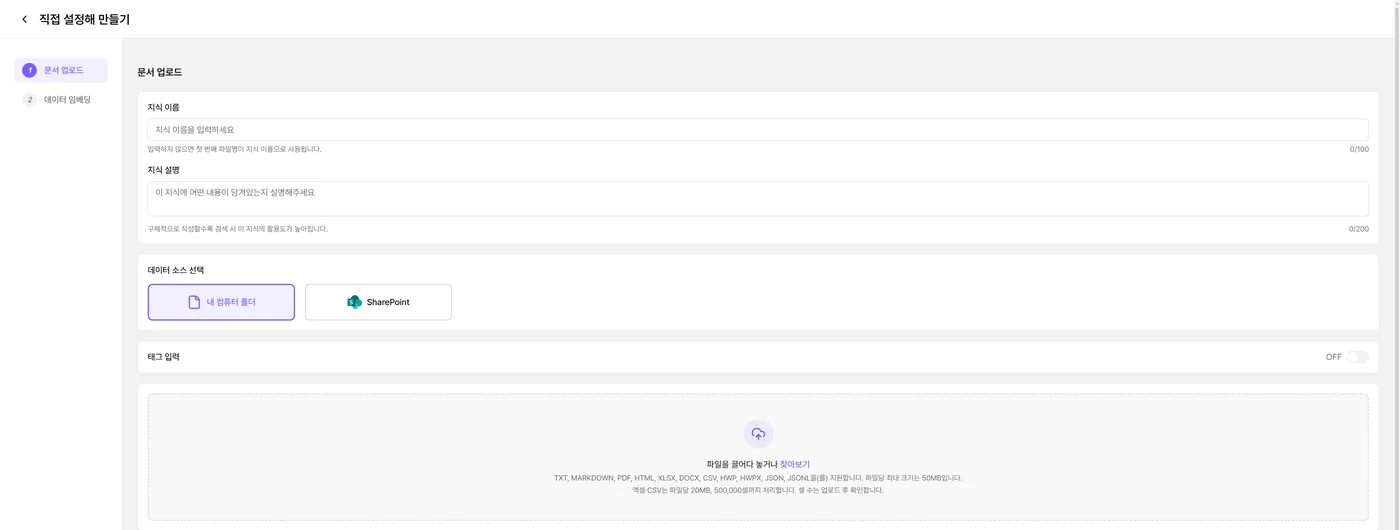 직접 설정해 만들기
1 문서 업로드
2 데이터 임베딩
문서 업로드
지식 이름
지식 이름을 입력하세요
입력하지 않으면 첫 번째 파일명이 지식 이름으로 사용됩니다. 0/100
지식 설명
이 지식에 어떤 내용이 담겨있는지 설명해주세요
구체적으로 작성할수록 검색 시 이 지식의 활용도가 높아집니다. 0/200
데이터 소스 선택
내 컴퓨터 폴더
SharePoint
태그 입력 OFF
파일을 끌어다 놓거나 찾아보기
TXT, MARKDOWN, PDF, HTML, XLSX, DOCX, CSV, HWP, HWPX, JSON, JSONL을(를) 지원합니다. 파일당 최대 크기는 50MB입니다.
엑셀·CSV는 파일당 20MB, 500,000셀까지 처리합니다. 셀 수는 업로드 후 확인합니다.